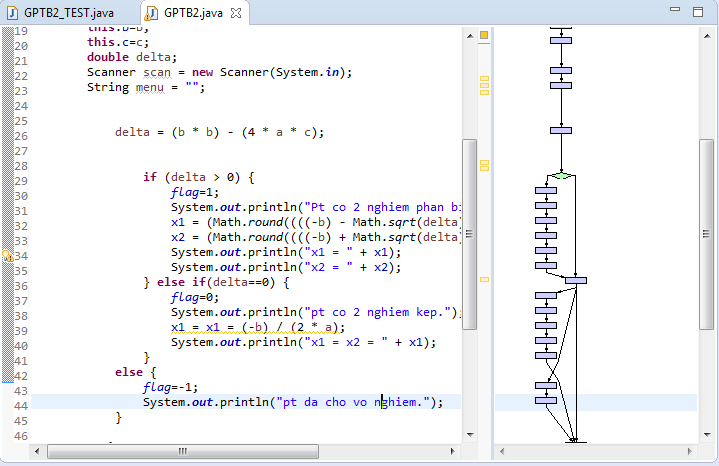 GPTB2_TEST.java GPTB2.java
19 this.b=b;
20 this.c=c;
21 double delta;
22 Scanner scan = new Scanner(System.in);
23 String menu = "";
24
25
26 delta = (b * b) - (4 * a * c);
27
28
29 if (delta > 0) {
30 flag=1;
31 System.out.println("Pt co 2 nghiem phan bi
32 x1 = (Math.round((((-b) - Math.sqrt(delta)
33 x2 = (Math.round((((-b) + Math.sqrt(delta)
34 System.out.println("x1 = " + x1);
35 System.out.println("x2 = " + x2);
36 } else if(delta==0) {
37 flag=0;
38 System.out.println("pt co 2 nghiem kep.");
39 x1 = x1 = (-b) / (2 * a);
40 System.out.println("x1 = x2 = " + x1);
41 }
42 else {
43 flag=-1;
44 System.out.println("pt da cho vo nghiem.");
45 }
46